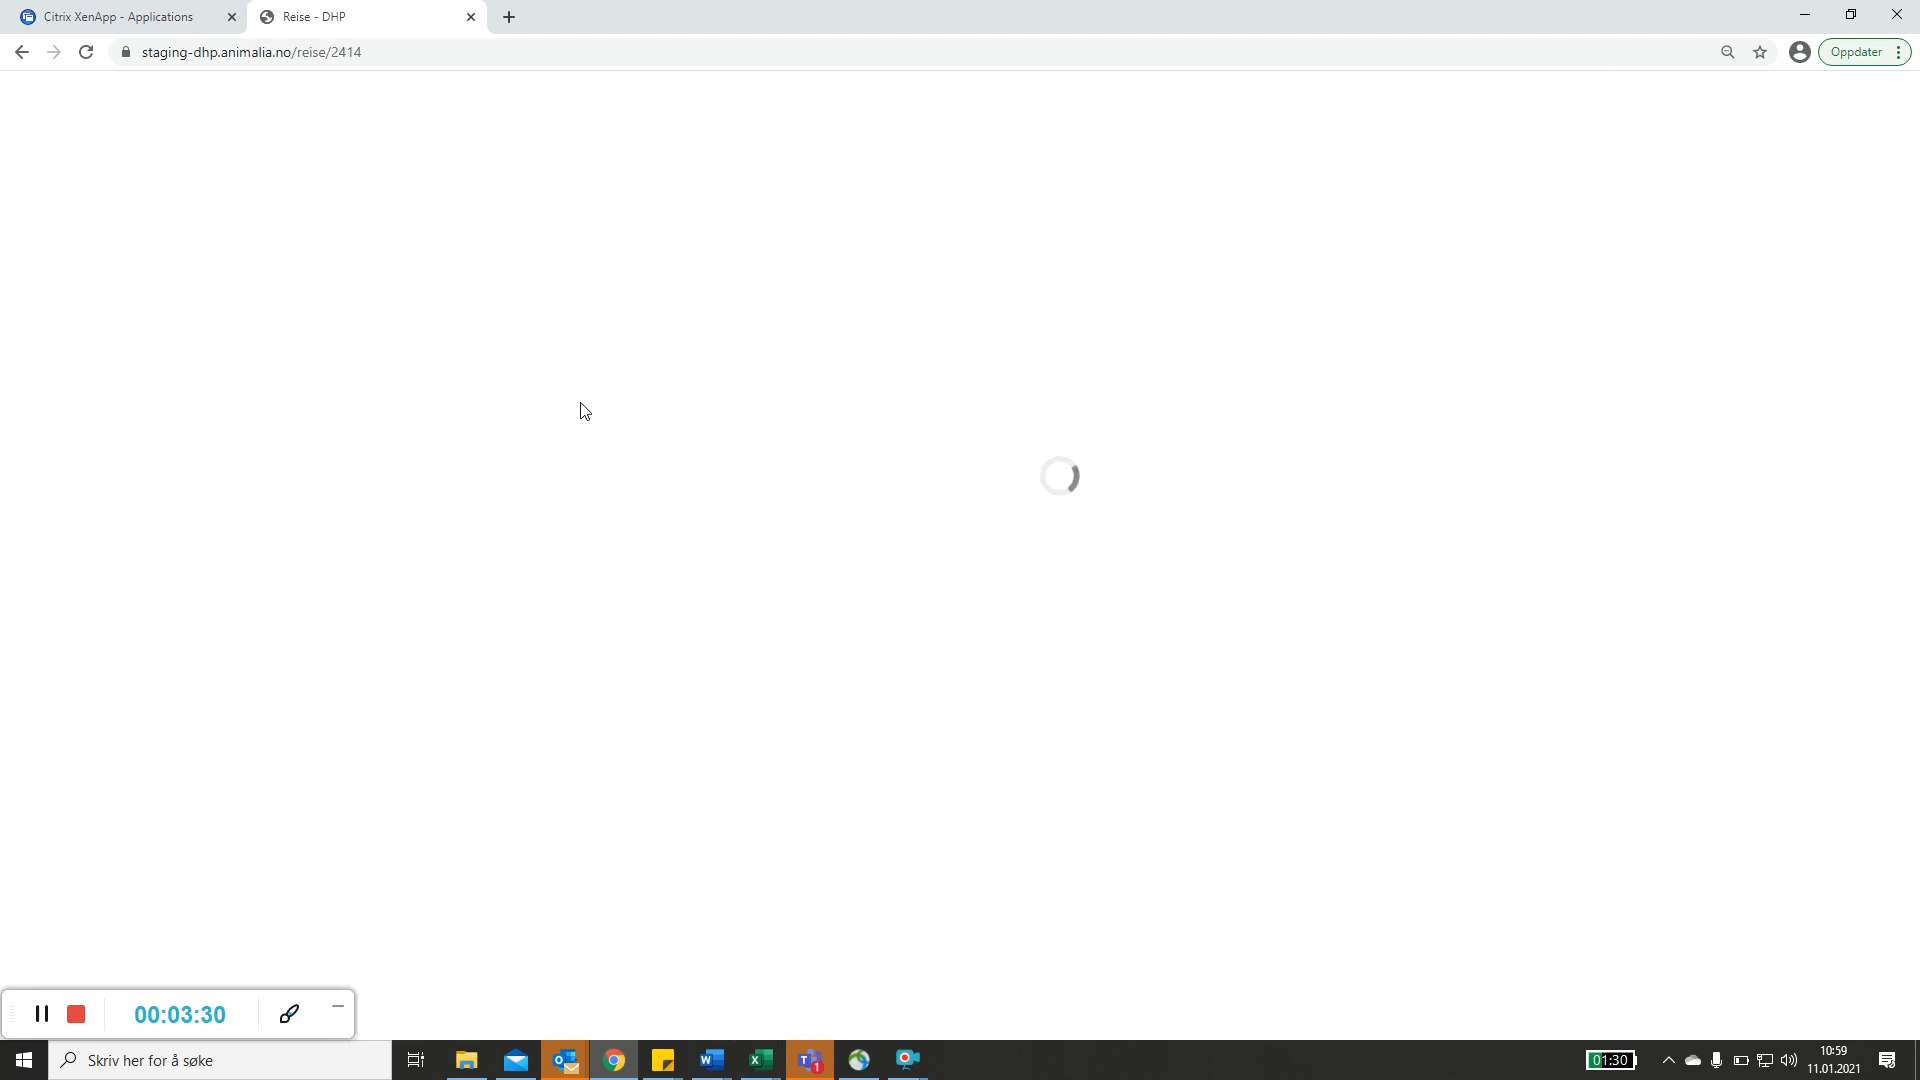 Citrix XenApp - Applications
Reise - DHP
staging-dhp.animalia.no/reise/2414
Oppdater
00:03:30
Skriv her for å søke
01:30
10:59
11.01.2021